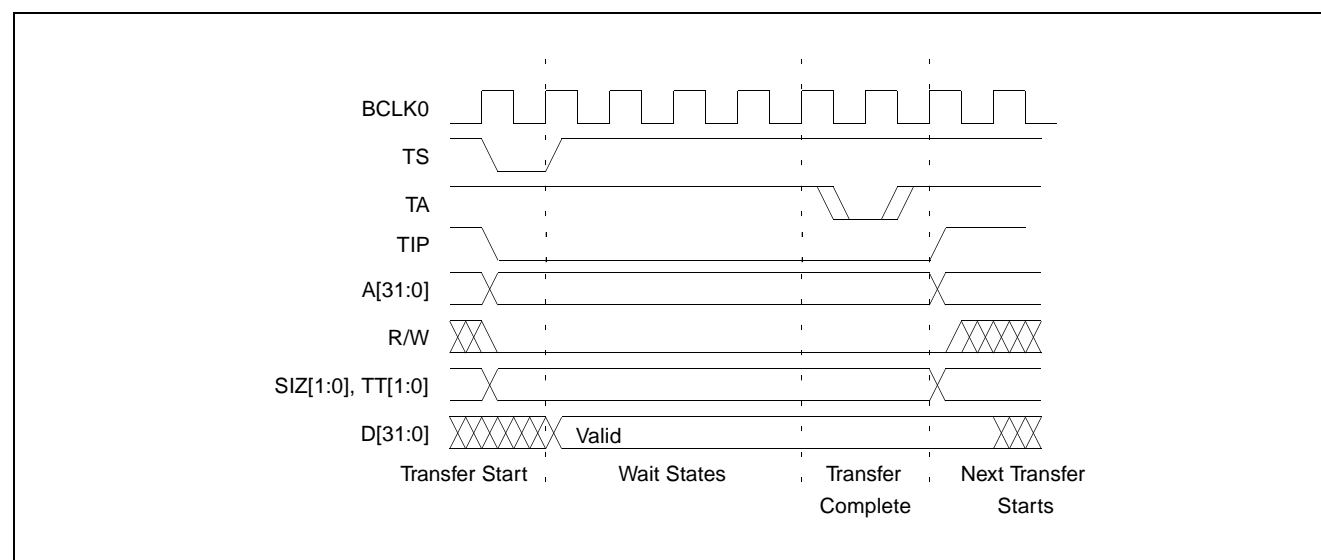 BCLK0
TS
TA
TIP
A[31:0]
R/W
SIZ[1:0], TT[1:0]
D[31:0]
Valid
Transfer Start
Wait States
Transfer
Complete
Next Transfer
Starts